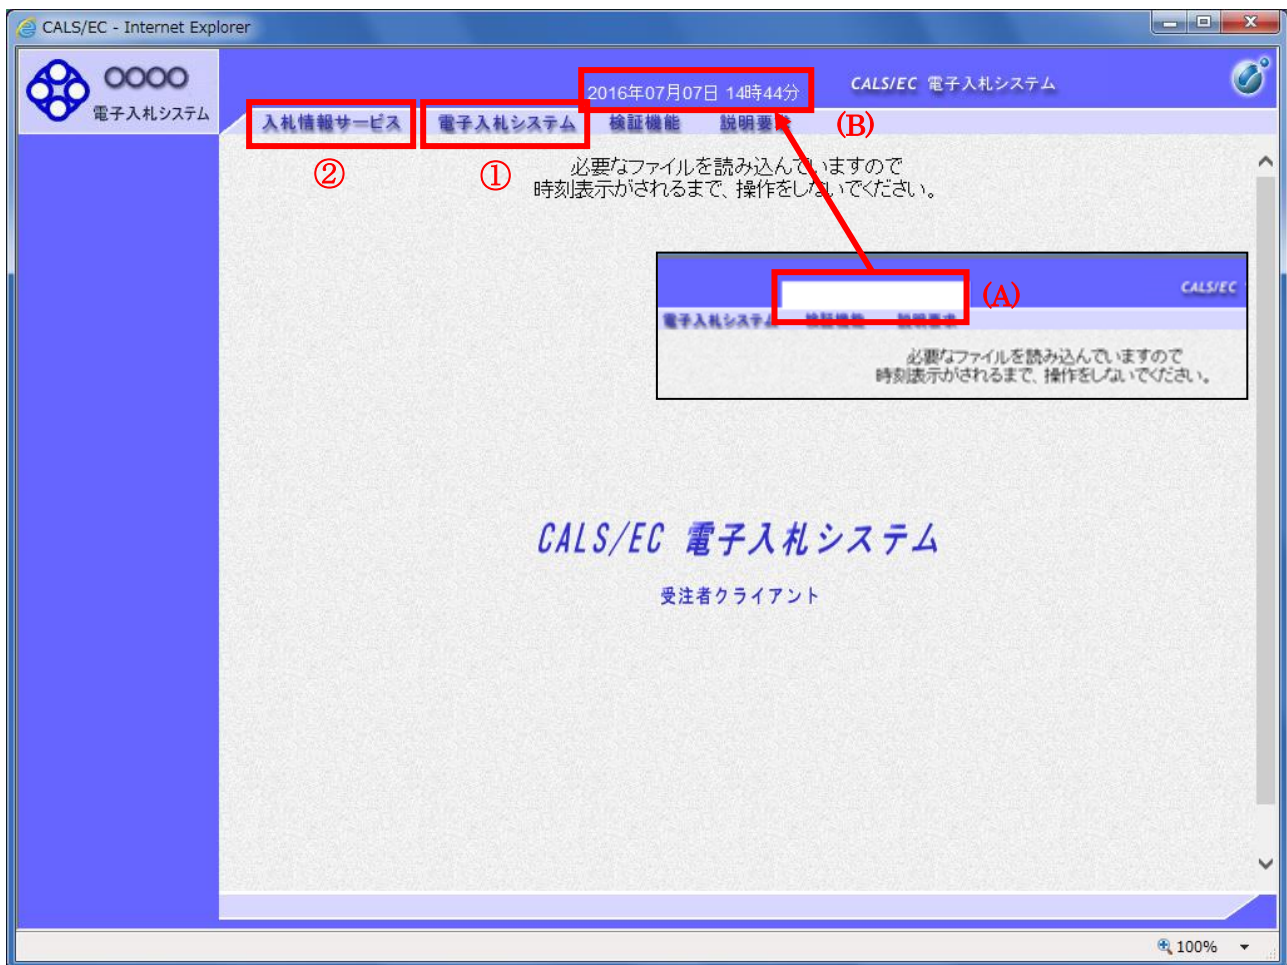 CALS/EC - Internet Explorer
○○○○
電子入札システム
2016年07月07日 14時44分
CALS/EC 電子入札システム
入札情報サービス 電子入札システム 検証機能 説明要求
(B)
② ①
必要なファイルを読み込んでいますので
時刻表示がされるまで、操作をしないでください。
(A)
CALS/EC
電子入札システム 検証機能 説明要求
必要なファイルを読み込んでいますので
時刻表示がされるまで、操作をしないでください。
CALS/EC 電子入札システム
受注者クライアント
100%